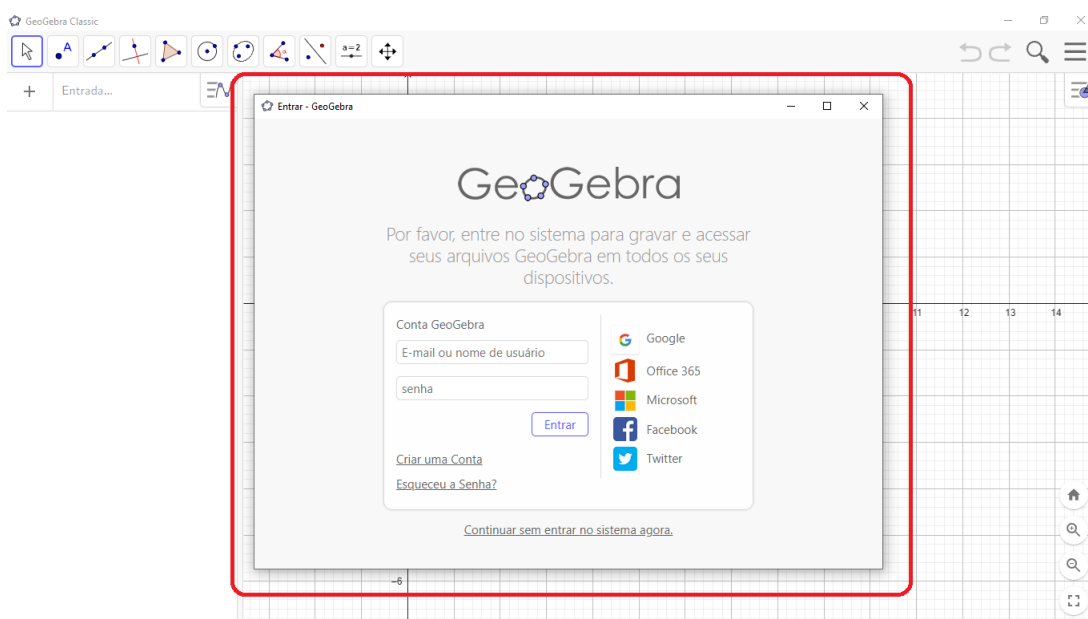 GeoGebra Classic
A
a=2
Entrada...
Entrar - GeoGebra
GeoGebra
Por favor, entre no sistema para gravar e acessar
seus arquivos GeoGebra em todos os seus
dispositivos.
Conta GeoGebra
E-mail ou nome de usuário
senha
Entrar
Criar uma Conta
Esqueceu a Senha?
Google
Office 365
Microsoft
Facebook
Twitter
Continuar sem entrar no sistema agora.
11 12 13 14
−6